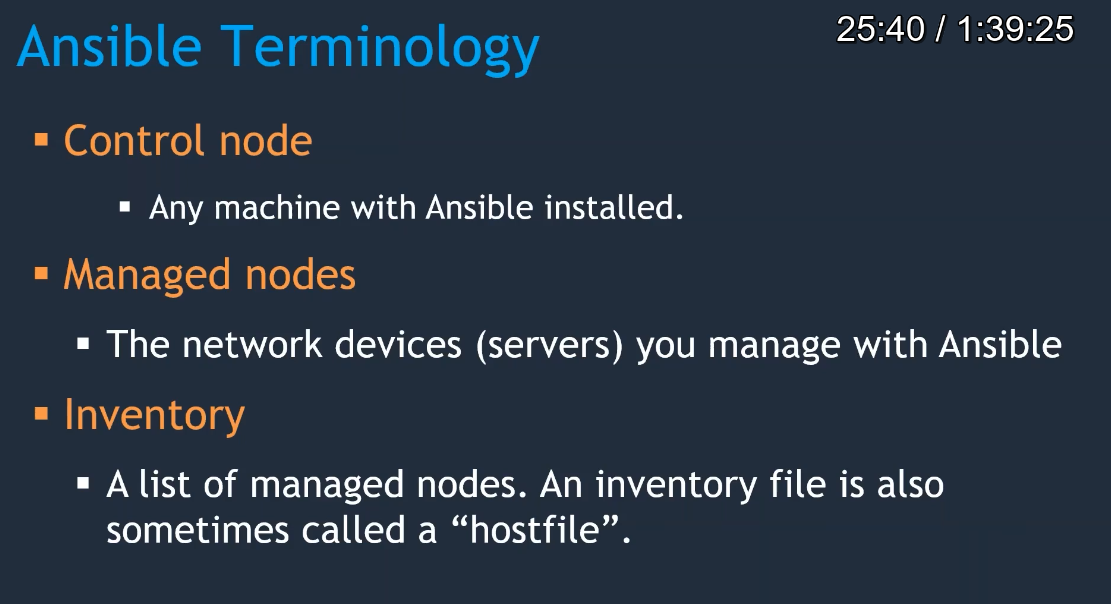 Ansible Terminology
25:40 / 1:39:25
▪ Control node
▪ Any machine with Ansible installed.
▪ Managed nodes
▪ The network devices (servers) you manage with Ansible
▪ Inventory
▪ A list of managed nodes. An inventory file is also
sometimes called a “hostfile”.